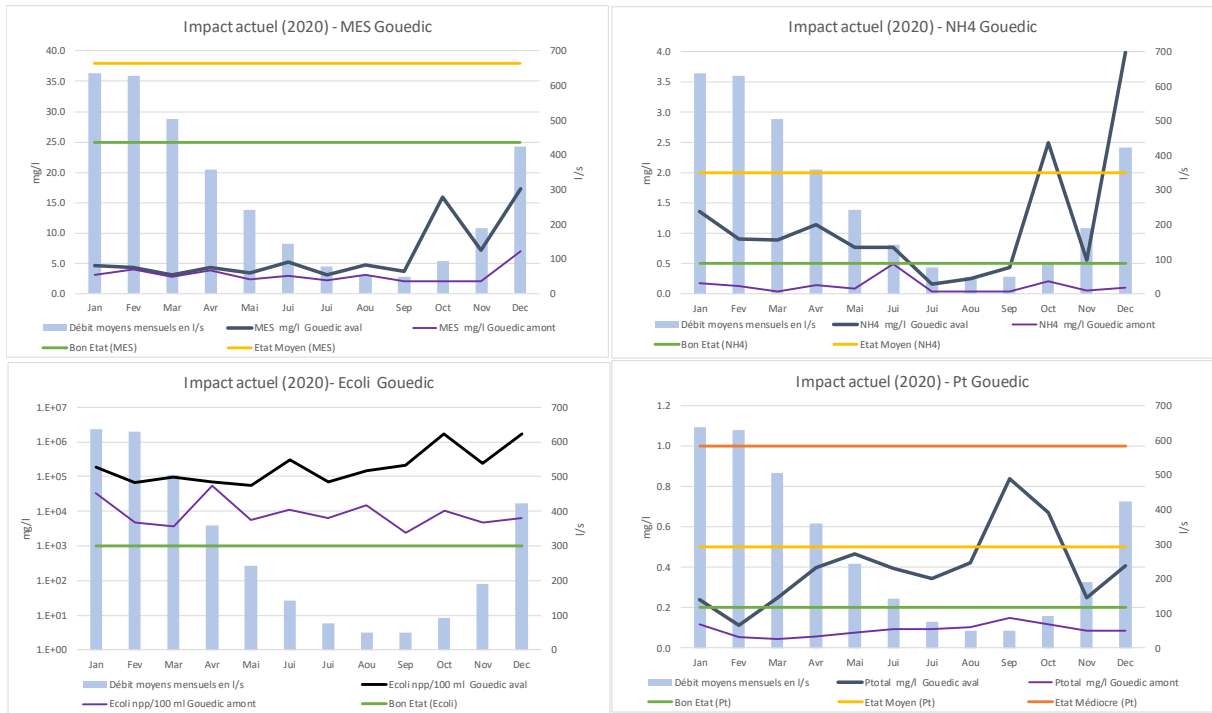 Impact actuel (2020) - MES Gouedic
40.0
35.0
30.0
25.0
20.0
15.0
10.0
5.0
0.0
mg/l
700
600
500
400
300
200
100
0
l/s
Jan Fev Mar Avr Mai Jui Jui Aou Sep Oct Nov Dec
Débit moyens mensuels en l/s MES mg/l Gouedic aval MES mg/l Gouedic amont
Bon Etat (MES) Etat Moyen (MES)
Impact actuel (2020) - NH4 Gouedic
4.0
3.5
3.0
2.5
2.0
1.5
1.0
0.5
0.0
mg/l
700
600
500
400
300
200
100
0
l/s
Jan Fev Mar Avr Mai Jui Jui Aou Sep Oct Nov Dec
Débit moyens mensuels en l/s NH4 mg/l Gouedic aval NH4 mg/l Gouedic amont
Bon Etat (NH4) Etat Moyen (NH4)
Impact actuel (2020)- Ecoli Gouedic
1.E+07
1.E+06
1.E+05
1.E+04
1.E+03
1.E+02
1.E+01
1.E+00
mg/l
700
600
500
400
300
200
100
0
l/s
Jan Fev Mar Avr Mai Jui Jui Aou Sep Oct Nov Dec
Débit moyens mensuels en l/s Ecoli npp/100 ml Gouedic aval
Ecoli npp/100 ml Gouedic amont Bon Etat (Ecoli)
Impact actuel (2020) - Pt Gouedic
1.2
1.0
0.8
0.6
0.4
0.2
0.0
mg/l
700
600
500
400
300
200
100
0
l/s
Jan Fev Mar Avr Mai Jui Jui Aou Sep Oct Nov Dec
Débit moyens mensuels en l/s Ptotal mg/l Gouedic aval Ptotal mg/l Gouedic amont
Bon Etat (Pt) Etat Moyen (Pt) Etat Médiocre (Pt)